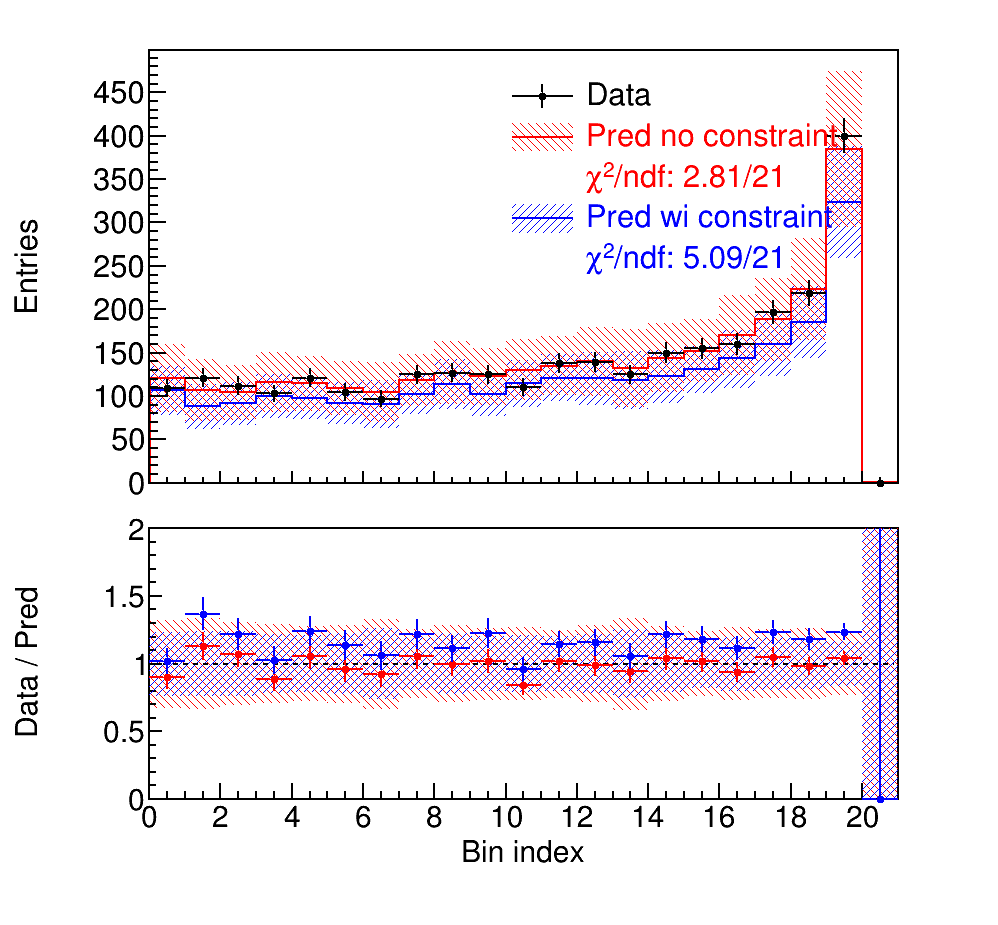 Entries
450
400
350
300
250
200
150
100
50
0
Data
Pred no constraint
χ²/ndf: 2.81/21
Pred wi constraint
χ²/ndf: 5.09/21
Data / Pred
2
1.5
1
0.5
0
0 2 4 6 8 10 12 14 16 18 20
Bin index